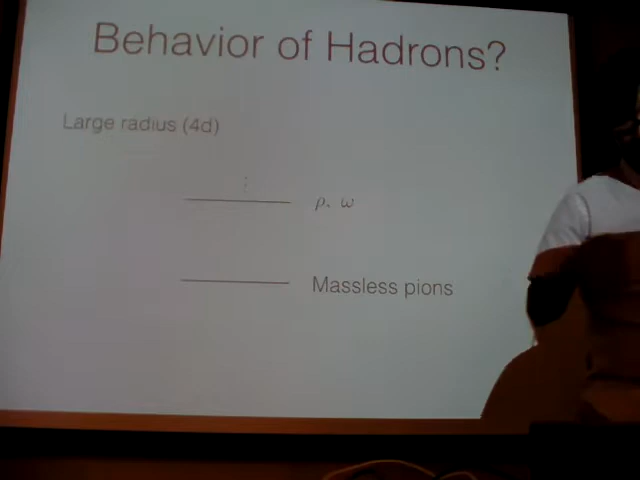 Behavior of Hadrons?
Large radius (4d)
ρ, ω
Massless pions